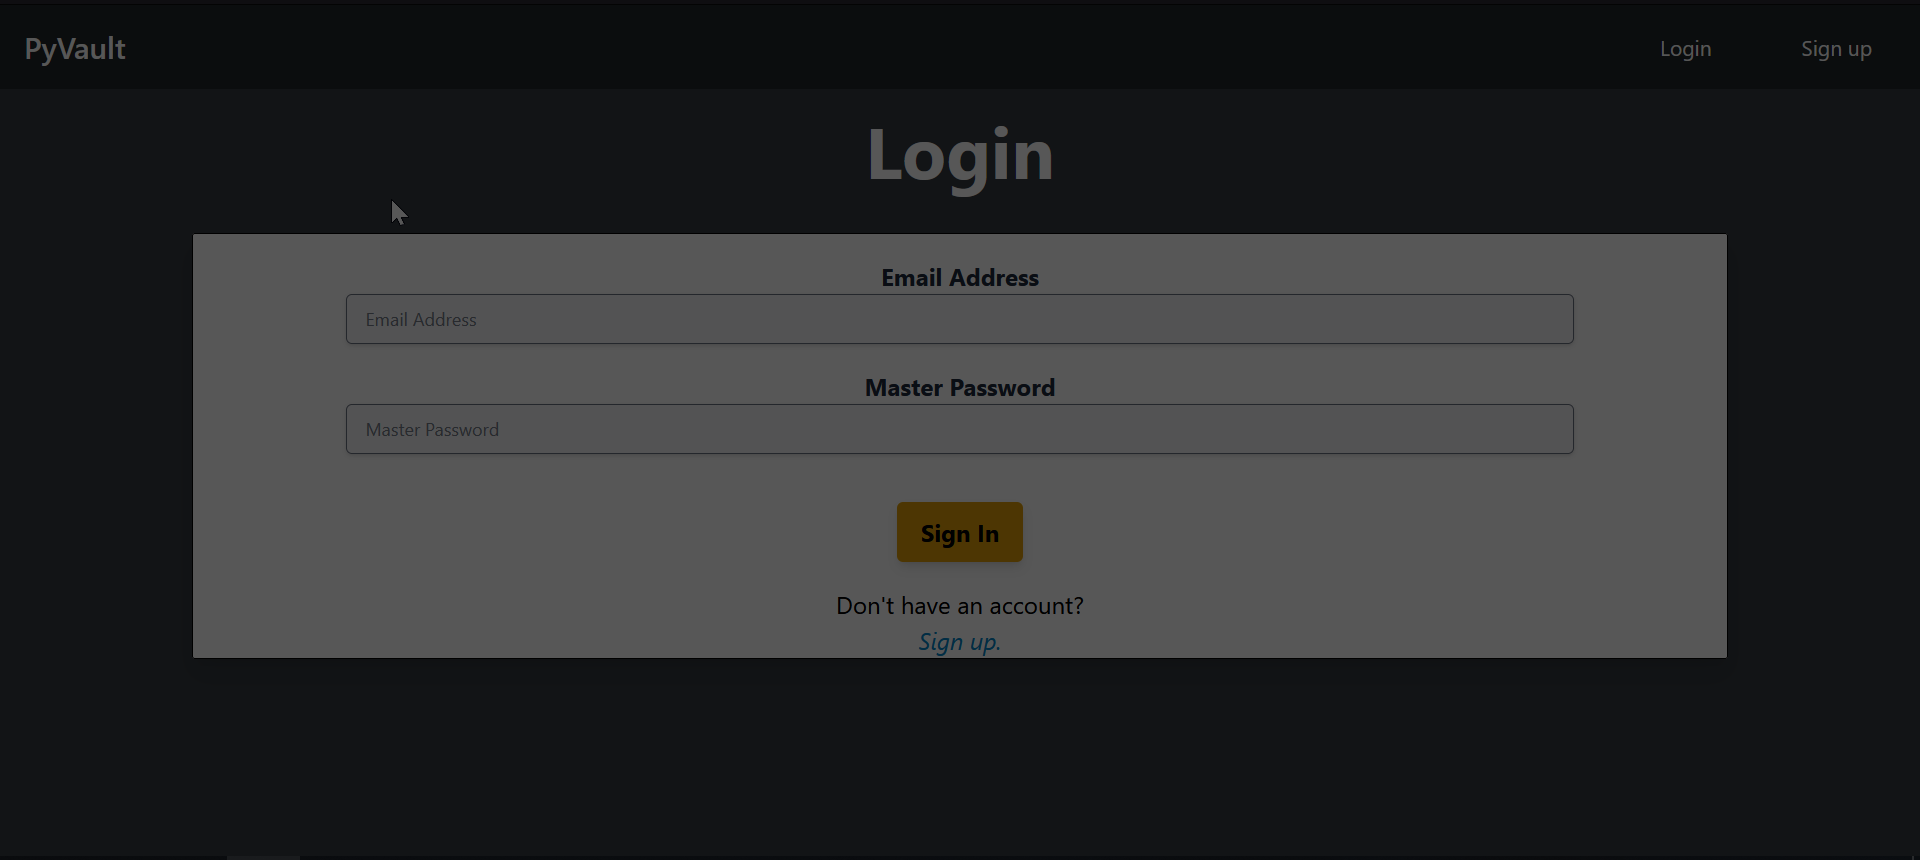 PyVault
Login
Sign up
Login
Email Address
Email Address
Master Password
Master Password
Sign In
Don't have an account?
Sign up.